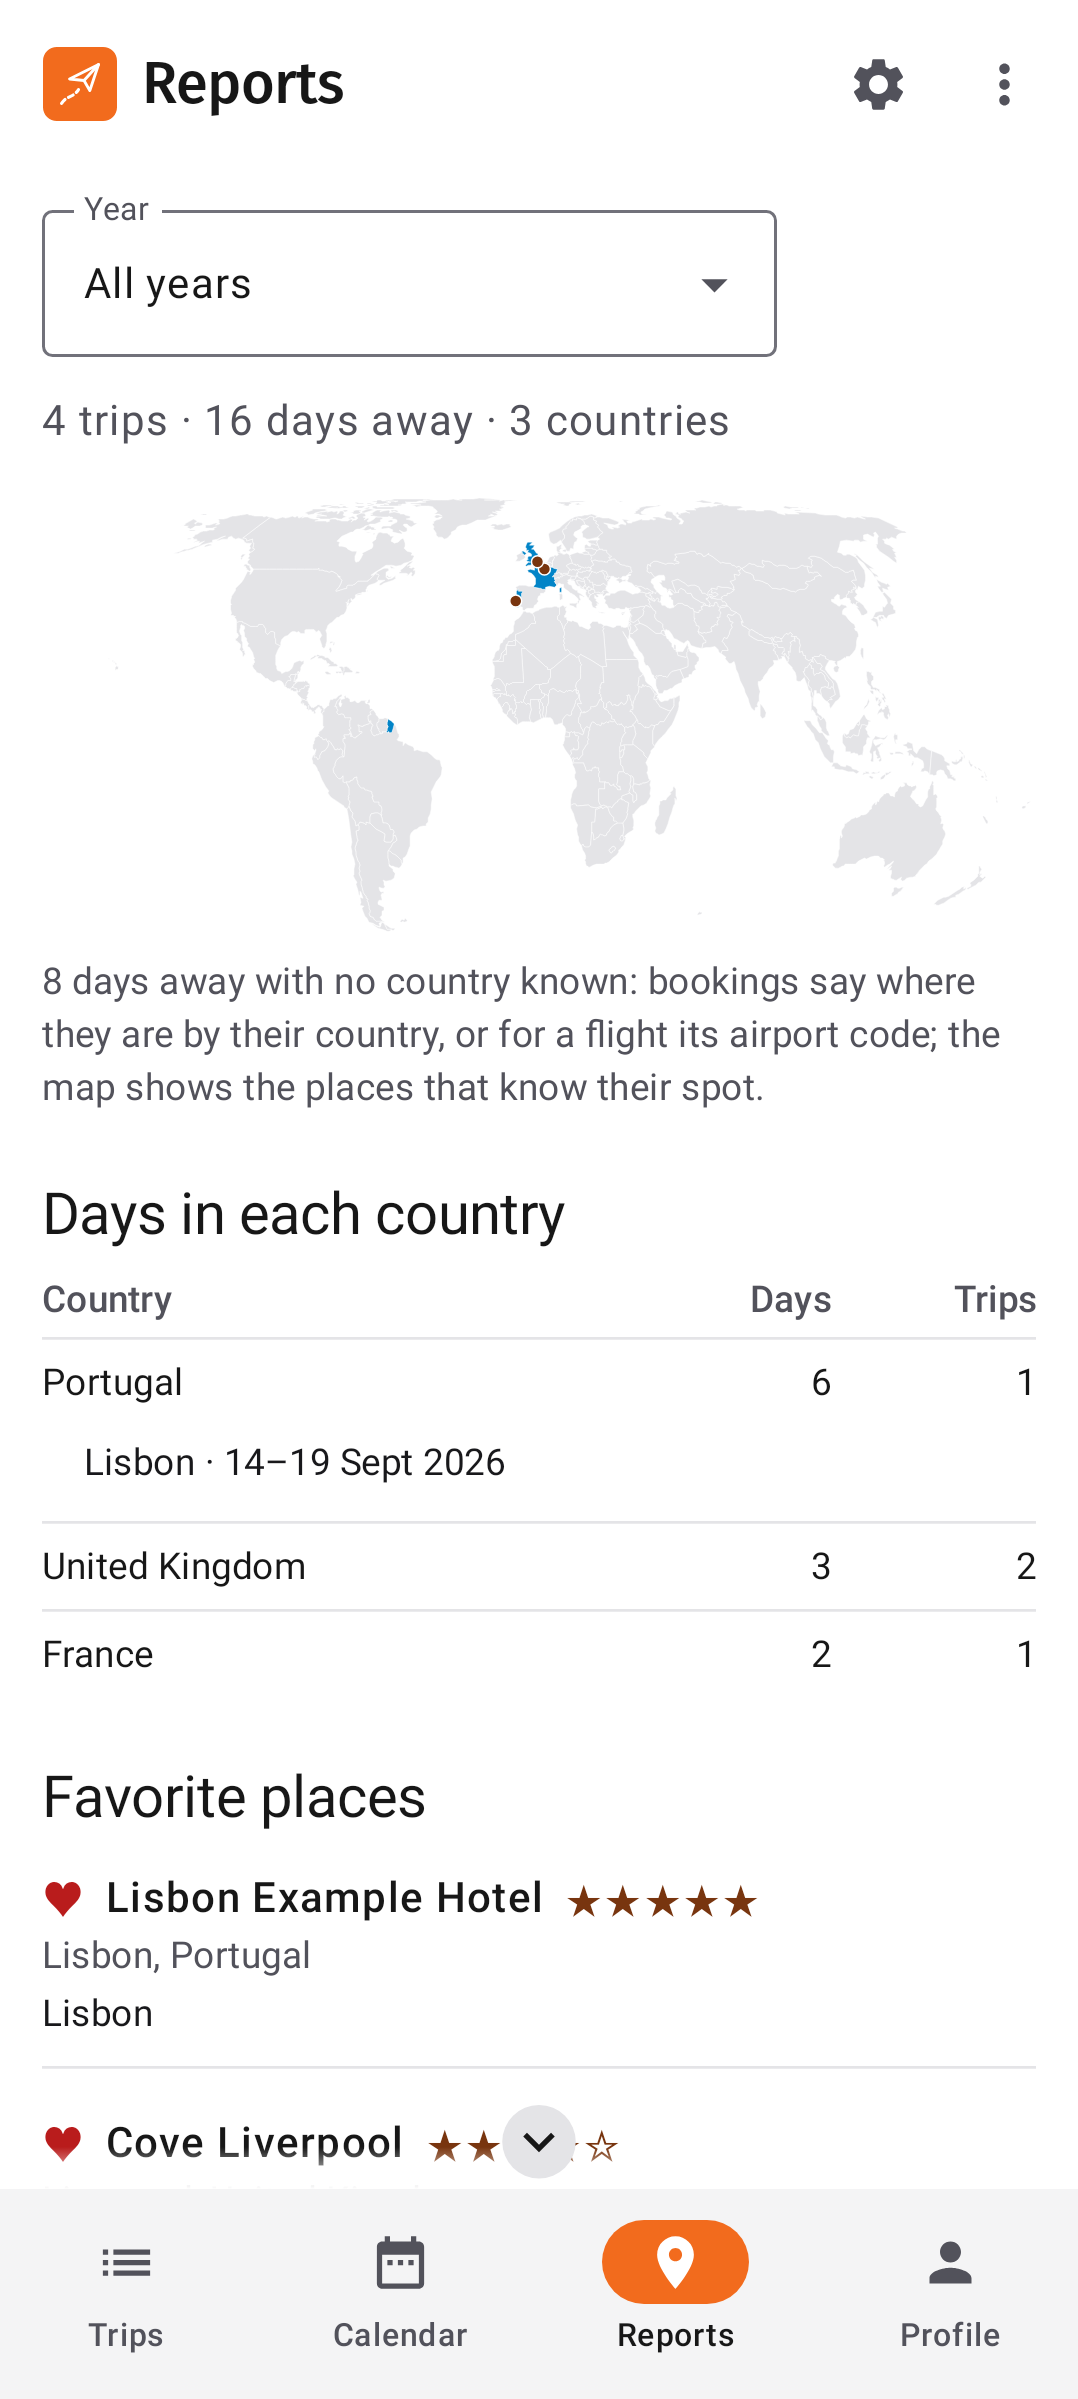 Reports
Year
All years
4 trips · 16 days away · 3 countries
8 days away with no country known: bookings say where
they are by their country, or for a flight its airport code; the
map shows the places that know their spot.
Days in each country
Country Days Trips
Portugal 6 1
Lisbon · 14–19 Sept 2026
United Kingdom 3 2
France 2 1
Favorite places
Lisbon Example Hotel ★★★★★
Lisbon, Portugal
Lisbon
Cove Liverpool
Trips
Calendar
Reports
Profile